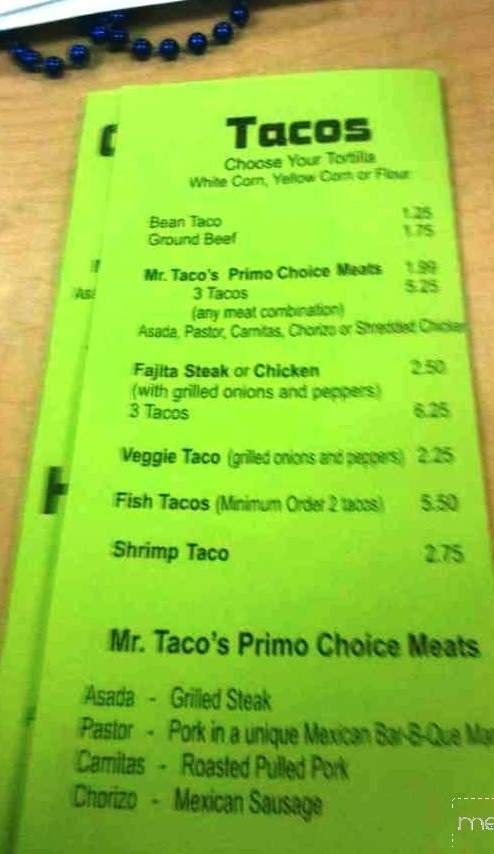 Tacos
Choose Your Tortilla
White Corn, Yellow Corn or Flour
Bean Taco 1.25
Ground Beef 1.75
Mr. Taco's Primo Choice Meats 1.99
3 Tacos 5.25
(any meat combination)
Asada, Pastor, Carnitas, Chorizo or Shredded Chicken
Fajita Steak or Chicken 2.50
(with grilled onions and peppers)
3 Tacos 6.25
Veggie Taco (grilled onions and peppers) 2.25
Fish Tacos (Minimum Order 2 tacos) 5.50
Shrimp Taco 2.75
Mr. Taco's Primo Choice Meats
Asada - Grilled Steak
Pastor - Pork in a unique Mexican Bar-B-Que Ma
Carnitas - Roasted Pulled Pork
Chorizo - Mexican Sausage